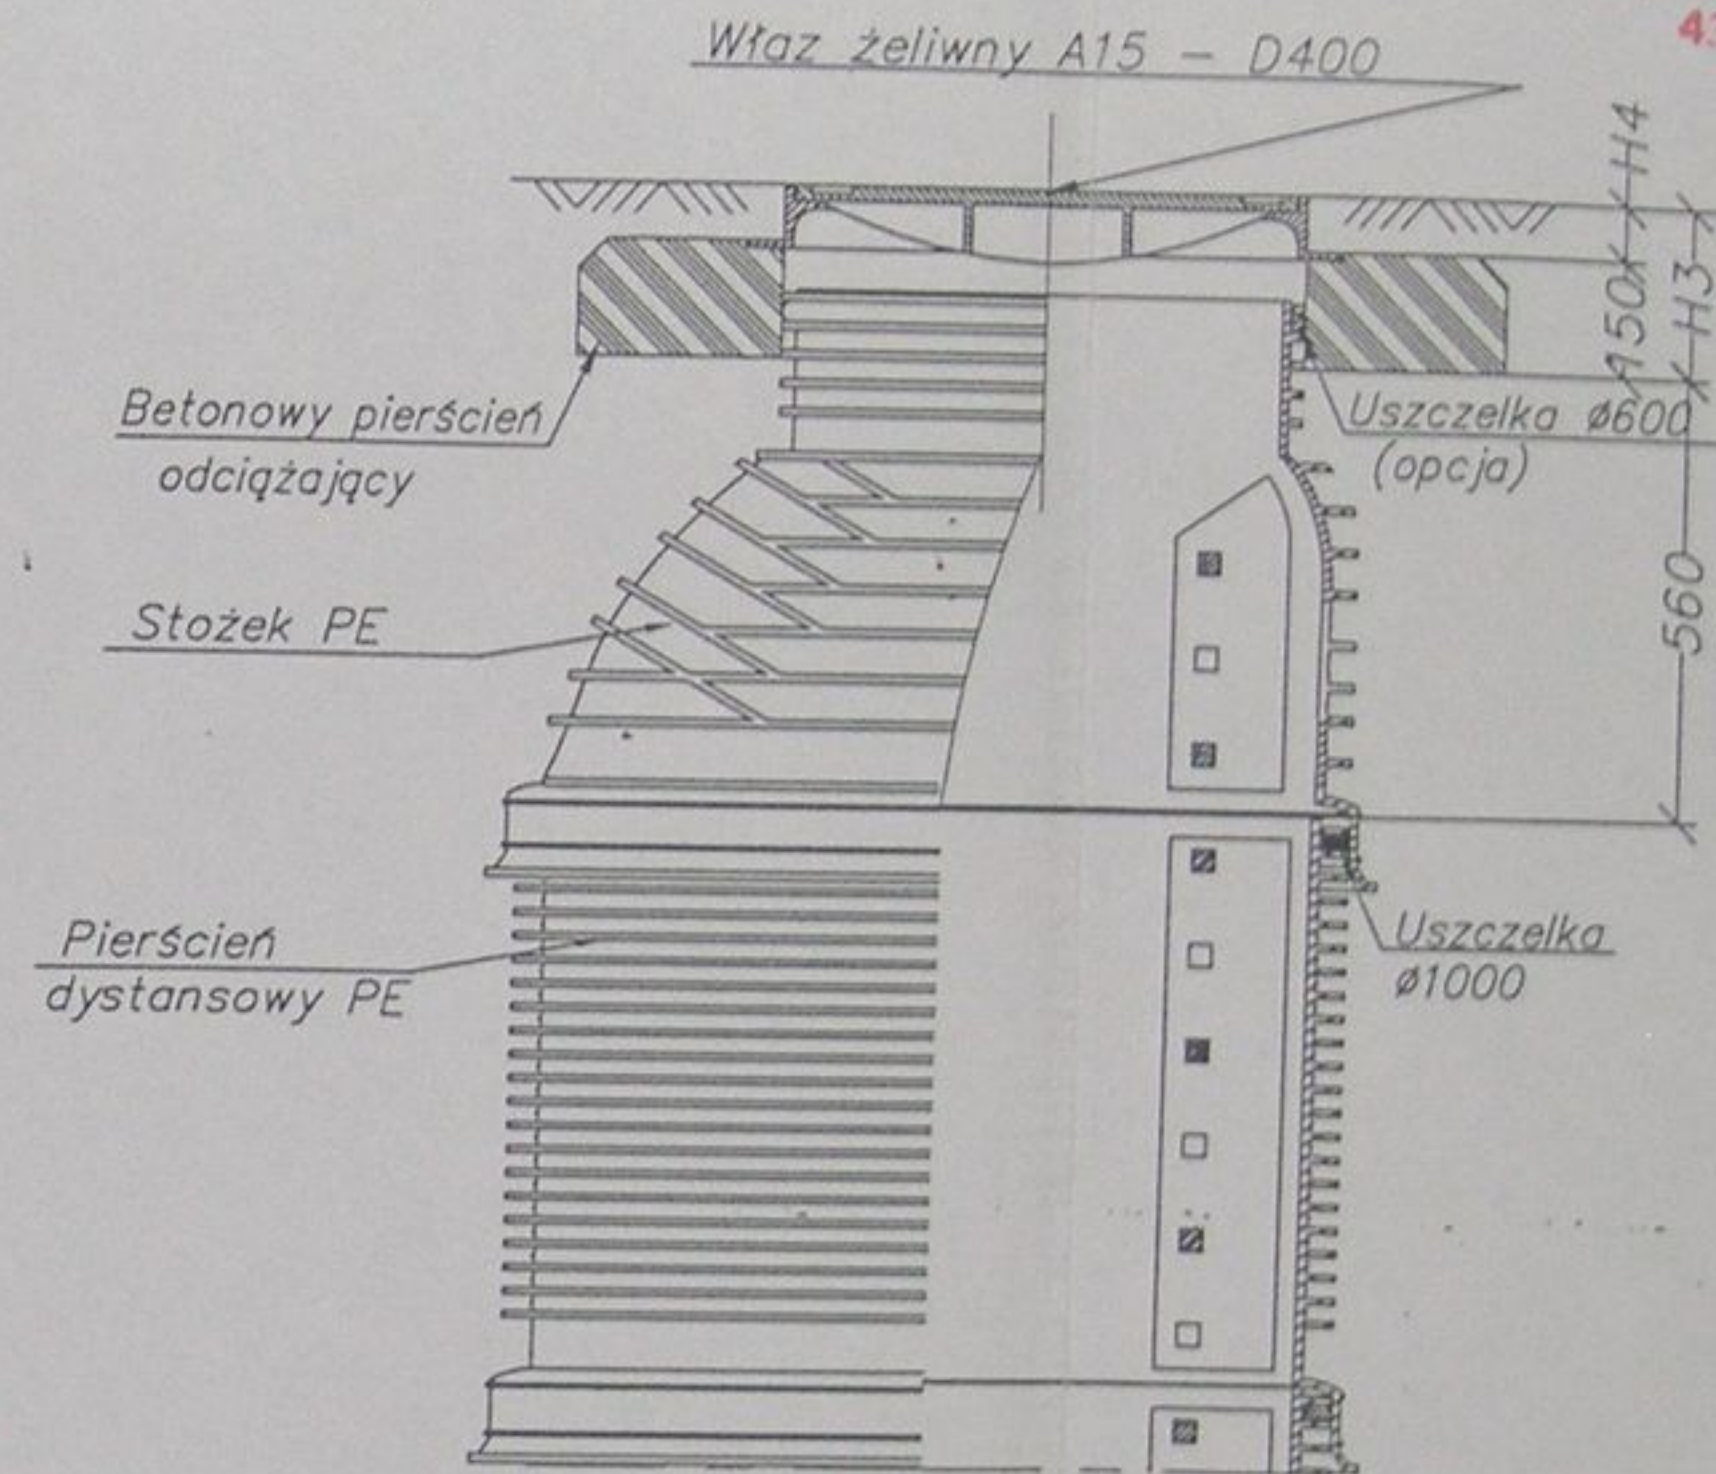 Właz żeliwny A15 – D400
H4
A150
H3
Betonowy pierścień
odciążający
Uszczelka ø600
(opcja)
560
Stożek PE
Pierścień
dystansowy PE
Uszczelka
ø1000